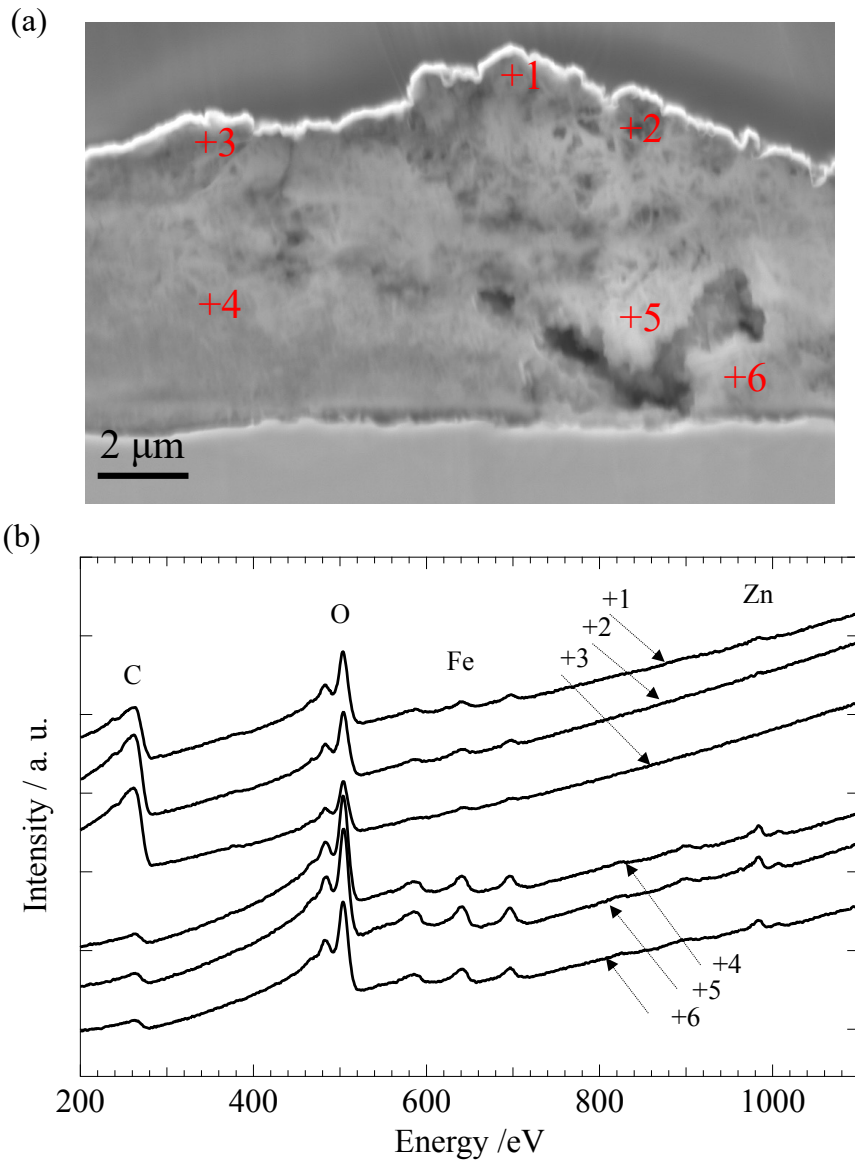 (a)
+1
+2
+3
+4
+5
+6
2 μm
(b)
+1
+2
+3
Zn
O
Fe
C
Intensity / a. u.
+4
+5
+6
200 400 600 800 1000
Energy /eV